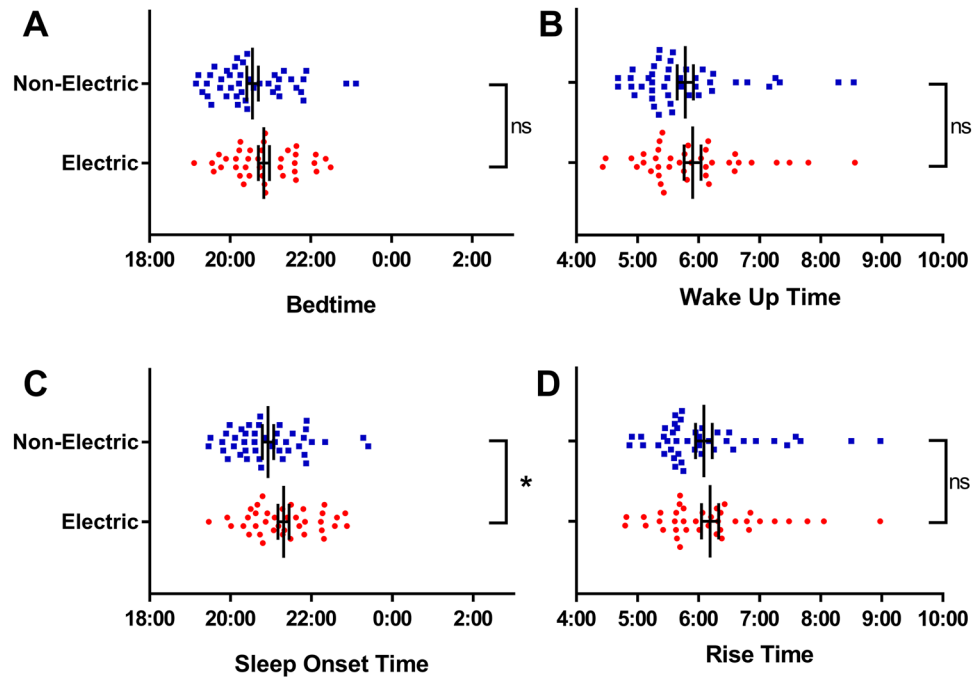 A
Non-Electric
Electric
ns
18:00 20:00 22:00 0:00 2:00
Bedtime
B
ns
4:00 5:00 6:00 7:00 8:00 9:00 10:00
Wake Up Time
C
Non-Electric
Electric
*
18:00 20:00 22:00 0:00 2:00
Sleep Onset Time
D
ns
4:00 5:00 6:00 7:00 8:00 9:00 10:00
Rise Time